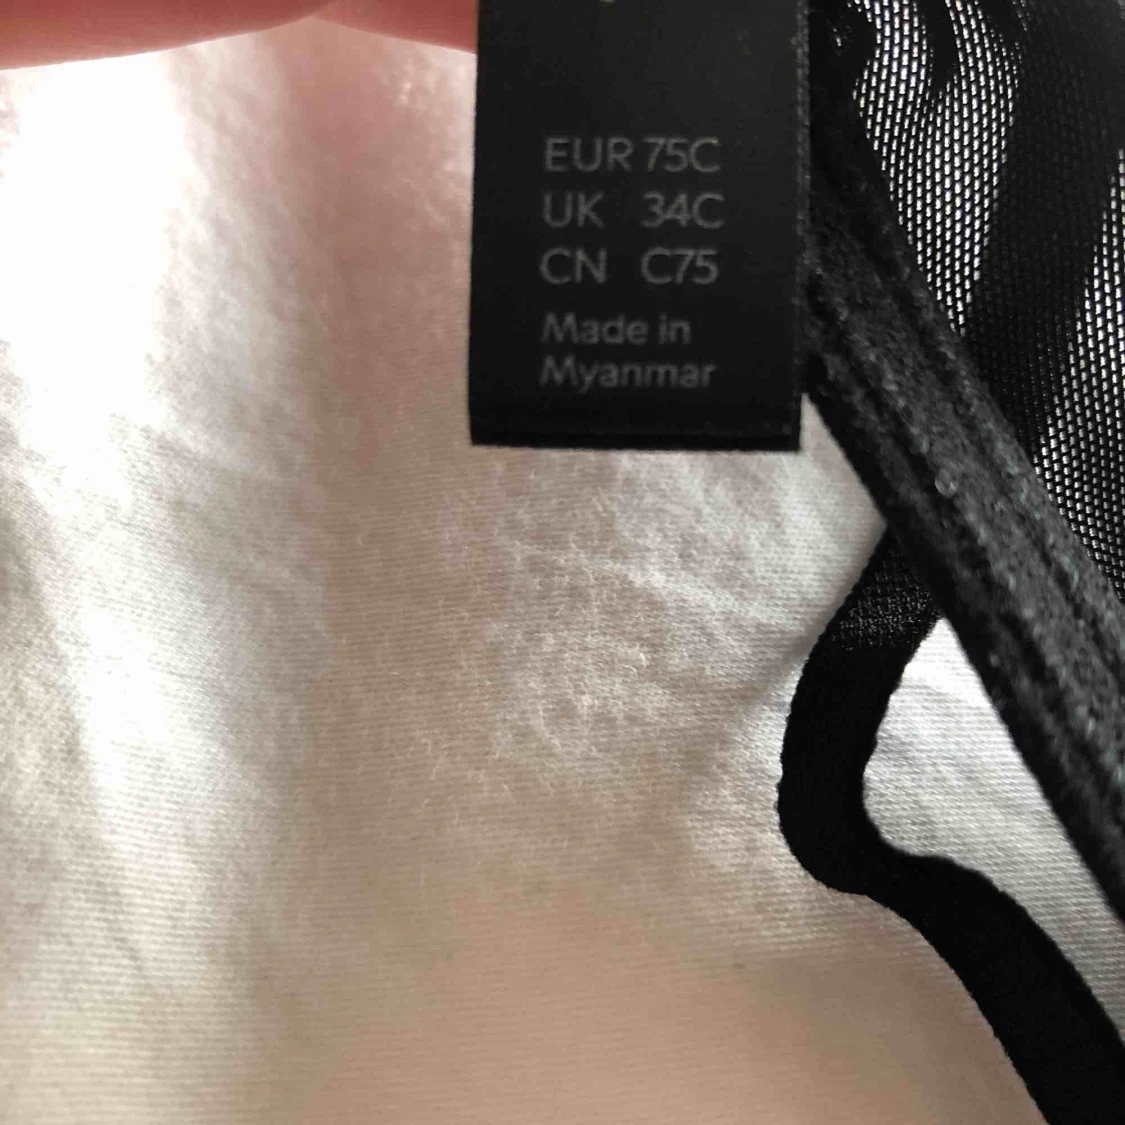 EUR 75C
UK 34C
CN C75
Made in
Myanmar